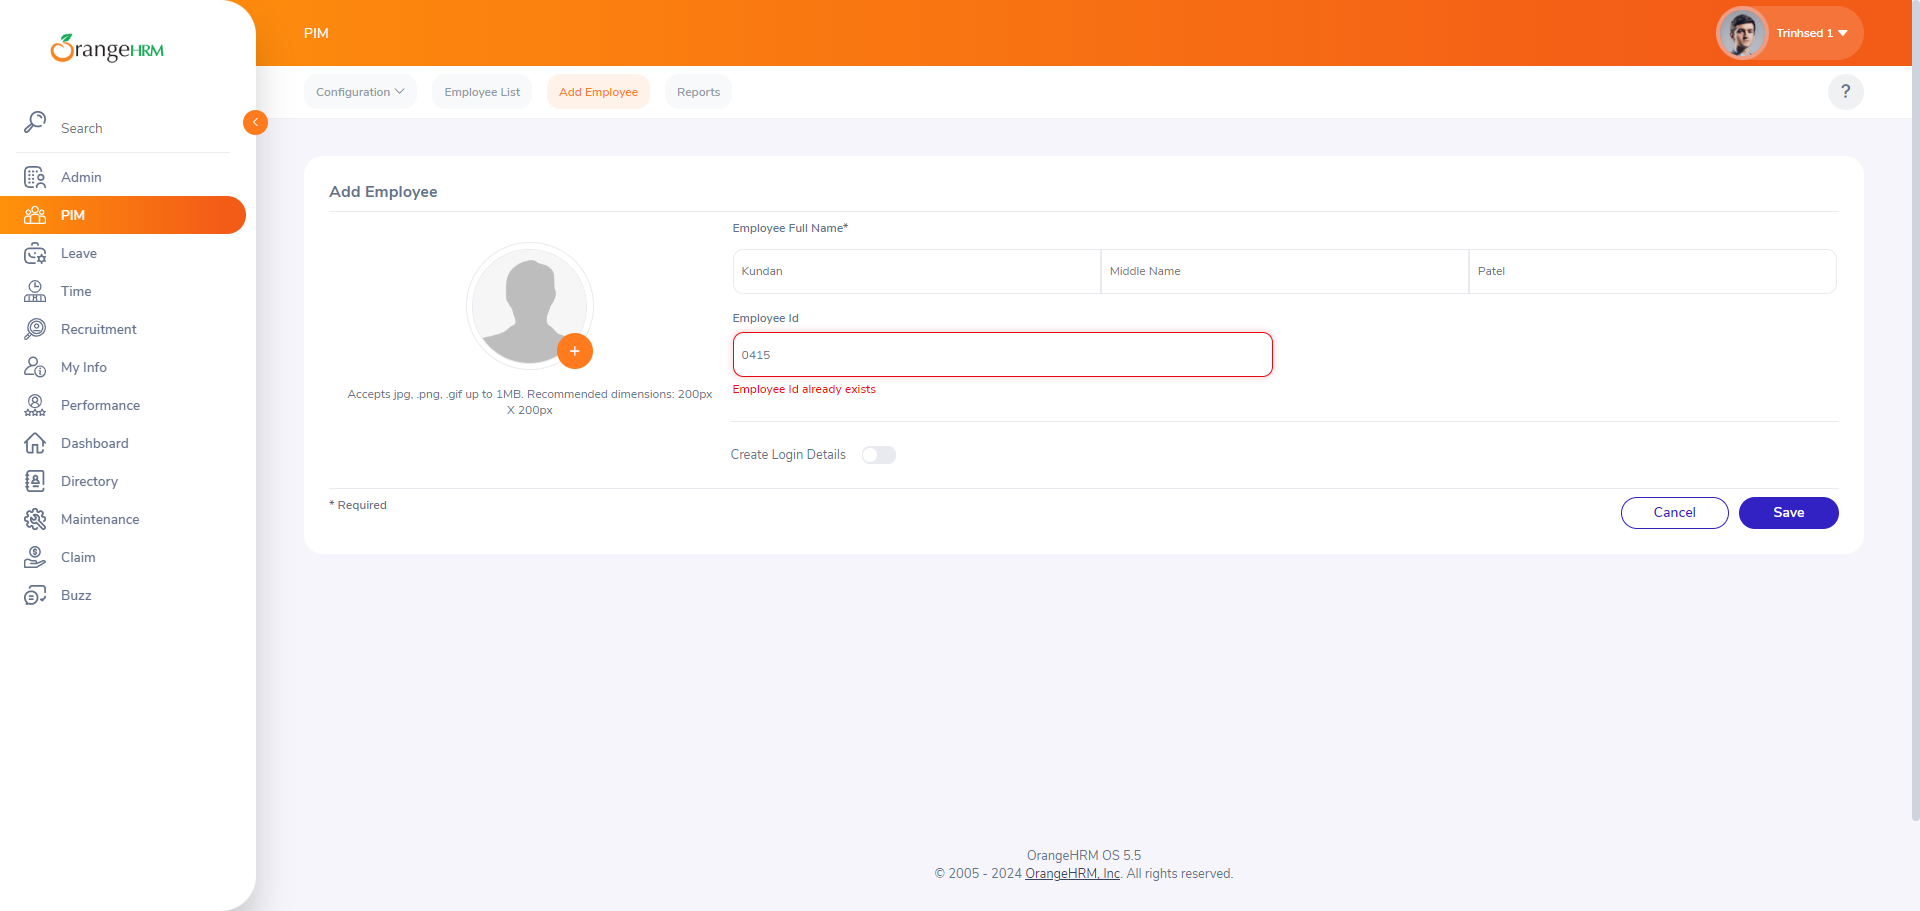 OrangeHRM
PIM
Trinhsed 1
Configuration
Employee List
Add Employee
Reports
?
Search
Admin
PIM
Leave
Time
Recruitment
My Info
Performance
Dashboard
Directory
Maintenance
Claim
Buzz
Add Employee
+
Accepts jpg, .png, .gif up to 1MB. Recommended dimensions: 200px
X 200px
Employee Full Name*
Kundan
Middle Name
Patel
Employee Id
0415
Employee Id already exists
Create Login Details
* Required
Cancel
Save
OrangeHRM OS 5.5
© 2005 - 2024 OrangeHRM, Inc. All rights reserved.